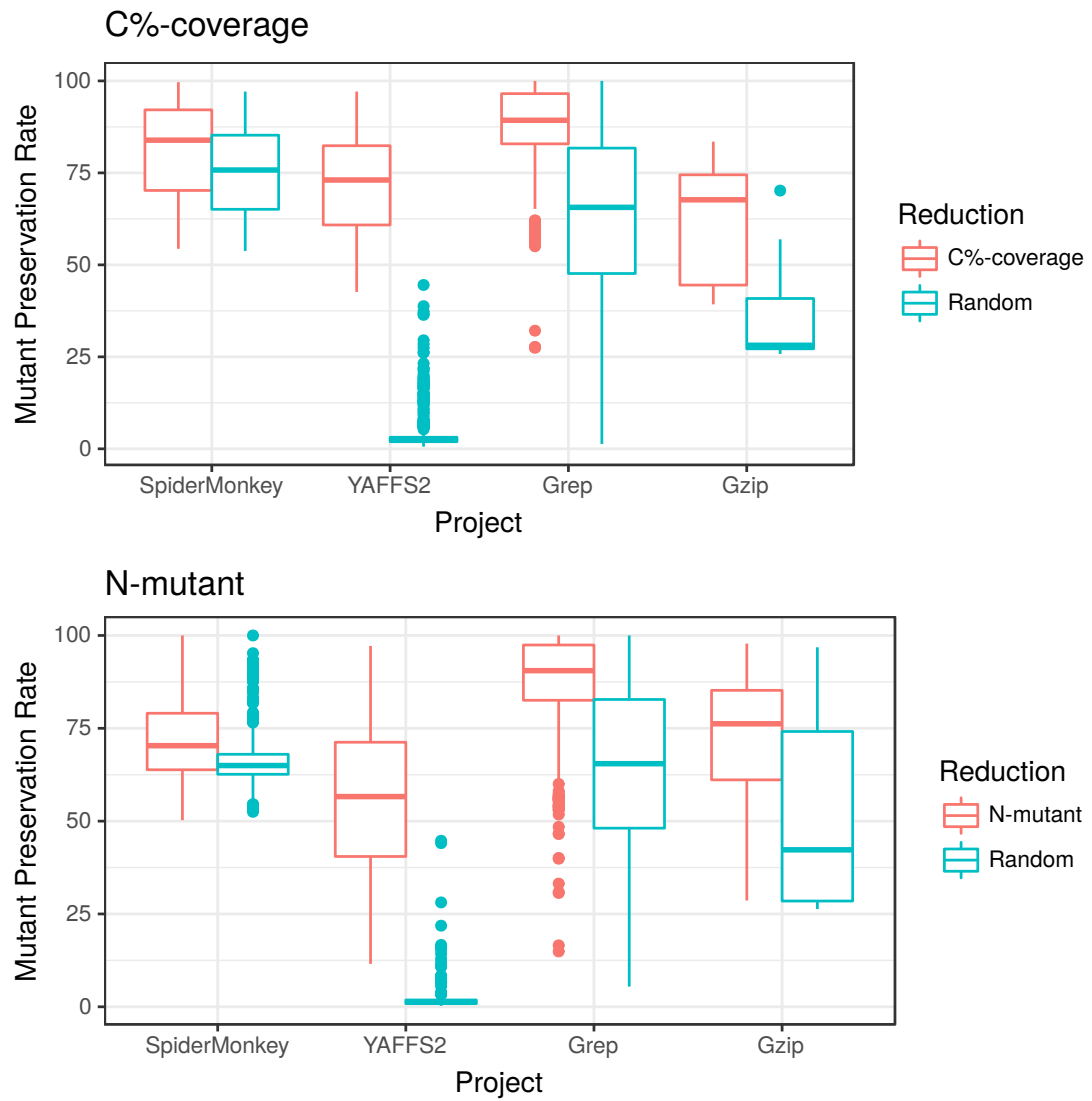 C%-coverage
100
75
50
25
0
Mutant Preservation Rate
SpiderMonkey YAFFS2 Grep Gzip
Project
Reduction
C%-coverage
Random
N-mutant
100
75
50
25
0
Mutant Preservation Rate
SpiderMonkey YAFFS2 Grep Gzip
Project
Reduction
N-mutant
Random